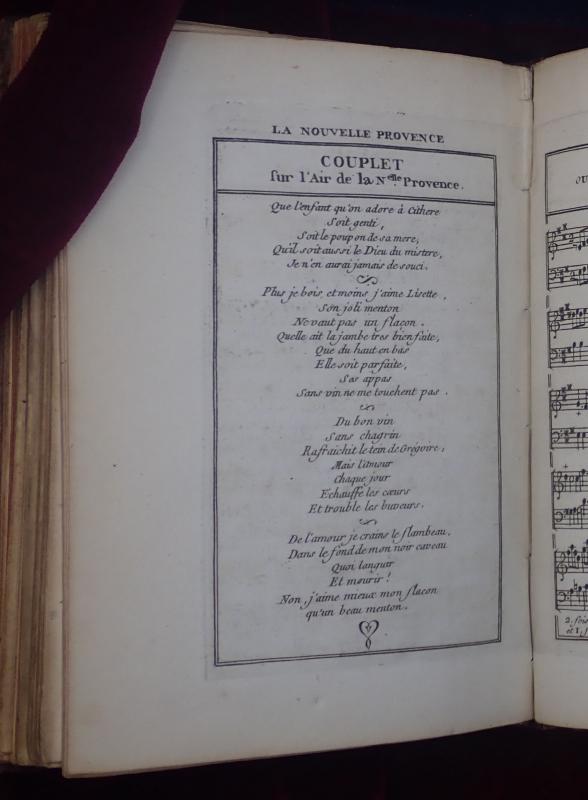 LA NOUVELLE PROVENCE
COUPLET
sur l'Air de la N.elle Provence.
Que l'enfant qu'on adore à Cithere
Soit genti,
Soit le poupon de sa mere,
Qu'il soit aussi le Dieu du mistere,
Je n'en aurai jamais de souci.
Plus je bois, et moins j'aime Lisette,
Son joli menton
Ne vaut pas un flacon.
Quelle ait la jambe tres bien faite,
Que du haut en bas
Elle soit parfaite,
Ses appas
Sans vin ne me touchent pas.
Du bon vin
Sans chagrin
Rafraichit le tein de Grégoire,
Mais l'amour
Chaque jour
Echauffe les cœurs
Et trouble les buveurs.
De l'amour je crains le flambeau.
Dans le fond de mon noir caveau
Quoi languir
Et mourir!
Non, j'aime mieux mon flacon
qu'un beau menton.
OU
2. fois
et 1. f